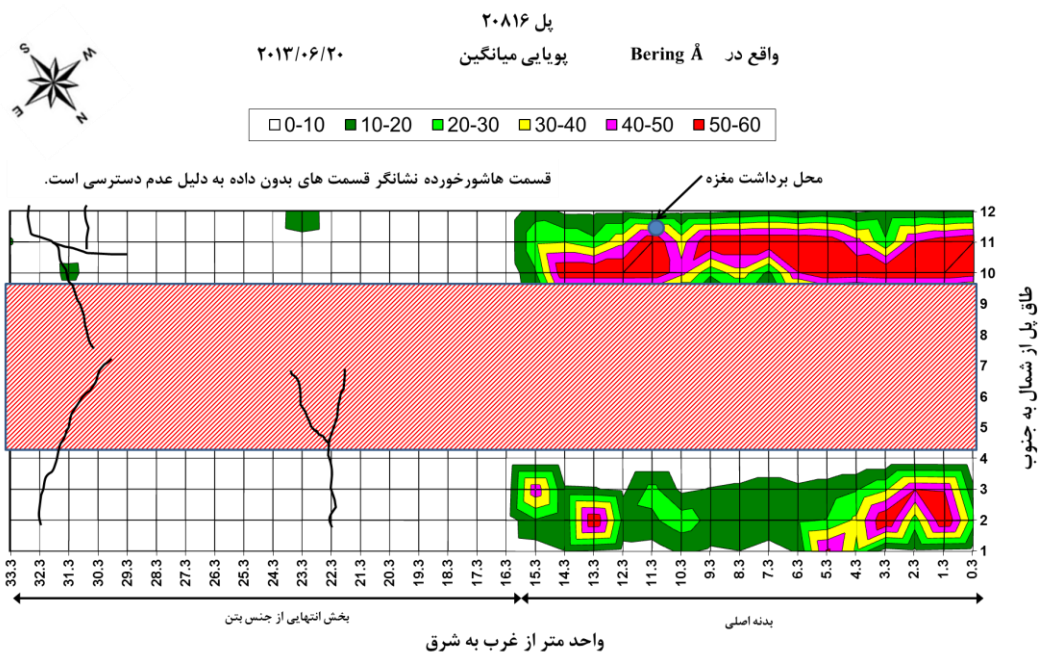 پل ۲۰۸۱۶
واقع در Bering Å پویایی میانگین ۲۰۱۳/۰۶/۲۰
S W E N
0-10 10-20 20-30 30-40 40-50 50-60
محل برداشت مغزه
قسمت هاشورخورده نشانگر قسمت های بدون داده به دلیل عدم دسترسی است.
12
11
10
9
8
7
6
5
4
3
2
1
طاق پل از شمال به جنوب
33.3 32.3 31.3 30.3 29.3 28.3 27.3 26.3 25.3 24.3 23.3 22.3 21.3 20.3 19.3 18.3 17.3 16.3 15.3 14.3 13.3 12.3 11.3 10.3 9.3 8.3 7.3 6.3 5.3 4.3 3.3 2.3 1.3 0.3
بدنه اصلی
بخش انتهایی از جنس بتن
واحد متر از غرب به شرق